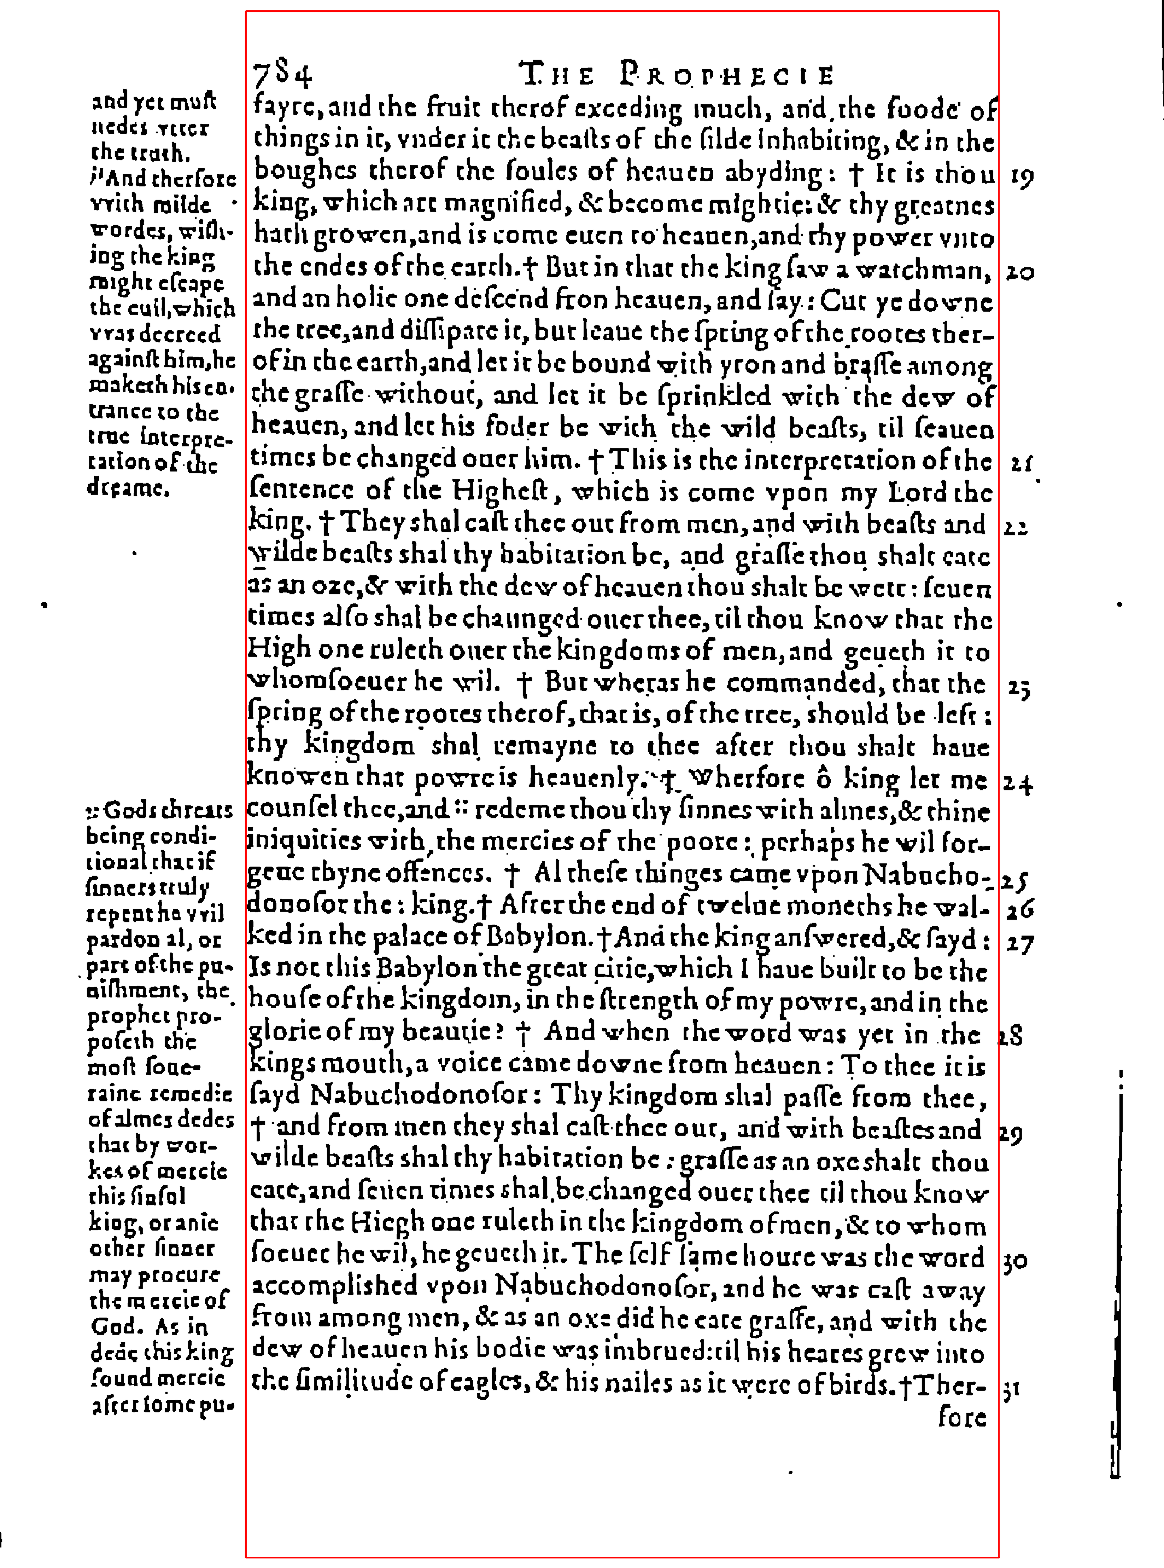 784 THE PROPHECIE
fayre, and the fruit therof exceding much, and the foode of
things in it, vnder it the beaſts of the filde inhabiting, & in the
boughes therof the foules of heauen abyding: † It is thou 19
king, which art magnified, & become mightie: & thy greatnes
hath growen, and is come euen to heauen, and thy power vnto
the endes of the earth. † But in that the king ſaw a watchman, 20
and an holie one deſcend from heauen, and ſay: Cut ye downe
the tree, and diſſipate it, but leaue the ſpring of the rootes ther-
of in the earth, and let it be bound with yron and braſſe among
the graſſe without, and let it be ſprinkled with the dew of
heauen, and let his foder be with the wild beaſts, til ſeauen
times be changed ouer him. † This is the interpretation of the 21
ſentence of the Higheſt, which is come vpon my Lord the
king. † They shal caſt thee out from men, and with beaſts and 22
wilde beaſts shal thy habitation be, and graſſe thou shalt eate
as an oxe, & with the dew of heauen thou shalt be wett: ſeuen
times alſo shal be chaunged ouer thee, til thou know that the
High one ruleth ouer the kingdoms of men, and geueth it to
whomſoeuer he wil. † But wheras he commanded, that the 23
ſpring of the rootes therof, that is, of the tree, should be left:
thy kingdom shal remayne to thee after thou shalt haue
knowen that powre is heauenly. † Wherfore ô king let me 24
counſel thee, and :: redeme thou thy ſinnes with almes, & thine
iniquities with the mercies of the poore: perhaps he wil for-
geue thyne offences. † Al theſe thinges came vpon Nabucho- 25
donoſor the king. † After the end of twelue moneths he wal- 26
ked in the palace of Babylon. † And the king anſwered, & ſayd: 27
Is not this Babylon the great citie, which I haue built to be the
houſe of the kingdom, in the ſtrength of my powre, and in the
glorie of my beautie? † And when the word was yet in the 28
kings mouth, a voice came downe from heauen: To thee it is
ſayd Nabuchodonoſor: Thy kingdom shal paſſe from thee,
† and from men they shal caſt thee out, and with beaſtes and 29
wilde beaſts shal thy habitation be: graſſe as an oxe shalt thou
eate, and ſeuen times shal be changed ouer thee til thou know
that the Hiegh one ruleth in the kingdom of men, & to whom
ſoeuer he wil, he geueth it. The ſelf ſame houre was the word 30
accomplished vpon Nabuchodonoſor, and he was caſt away
from among men, & as an oxe did he eate graſſe, and with the
dew of heauen his bodie was imbrued: til his heares grew into
the ſimilitude of eagles, & his nailes as it were of birds. † Ther- 31
fore
and yet muſt
nedes vtter
the truth.
:: And therfore
with milde
wordes, wiſh-
ing the king
might eſcape
the euil, which
was decreed
againſt him, he
maketh his en-
trance to the
true interpre-
tation of the
dreame.
:: Gods threats
being condi-
tional that if
ſinners truly
repent he wil
pardon al, or
part of the pu-
niſhment, the
prophet pro-
poſeth the
moſt ſoue-
raine remedie
of almes dedes
that by wor-
kes of mercie
this ſinful
king, or anie
other ſinner
may procure
the mercie of
God. As in
dede this king
found mercie
after ſome pu-